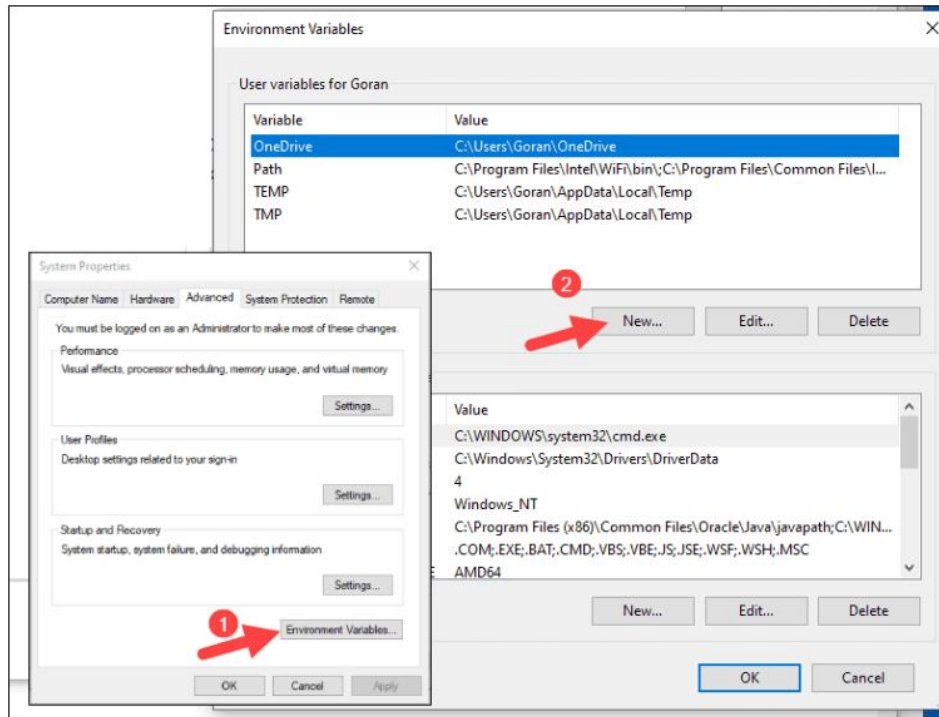 Environment Variables
User variables for Goran
Variable Value
OneDrive C:\Users\Goran\OneDrive
Path C:\Program Files\Intel\WiFi\bin\;C:\Program Files\Common Files\I...
TEMP C:\Users\Goran\AppData\Local\Temp
TMP C:\Users\Goran\AppData\Local\Temp
2
New... Edit... Delete
Value
C:\WINDOWS\system32\cmd.exe
C:\Windows\System32\Drivers\DriverData
4
Windows_NT
C:\Program Files (x86)\Common Files\Oracle\Java\javapath;C:\WIN...
.COM;.EXE;.BAT;.CMD;.VBS;.VBE;.JS;.JSE;.WSF;.WSH;.MSC
E AMD64
New... Edit... Delete
OK Cancel
System Properties
Computer Name Hardware Advanced System Protection Remote
You must be logged on as an Administrator to make most of these changes.
Performance
Visual effects, processor scheduling, memory usage, and virtual memory
Settings...
User Profiles
Desktop settings related to your sign-in
Settings...
Startup and Recovery
System startup, system failure, and debugging information
Settings...
1
Environment Variables...
OK Cancel Apply